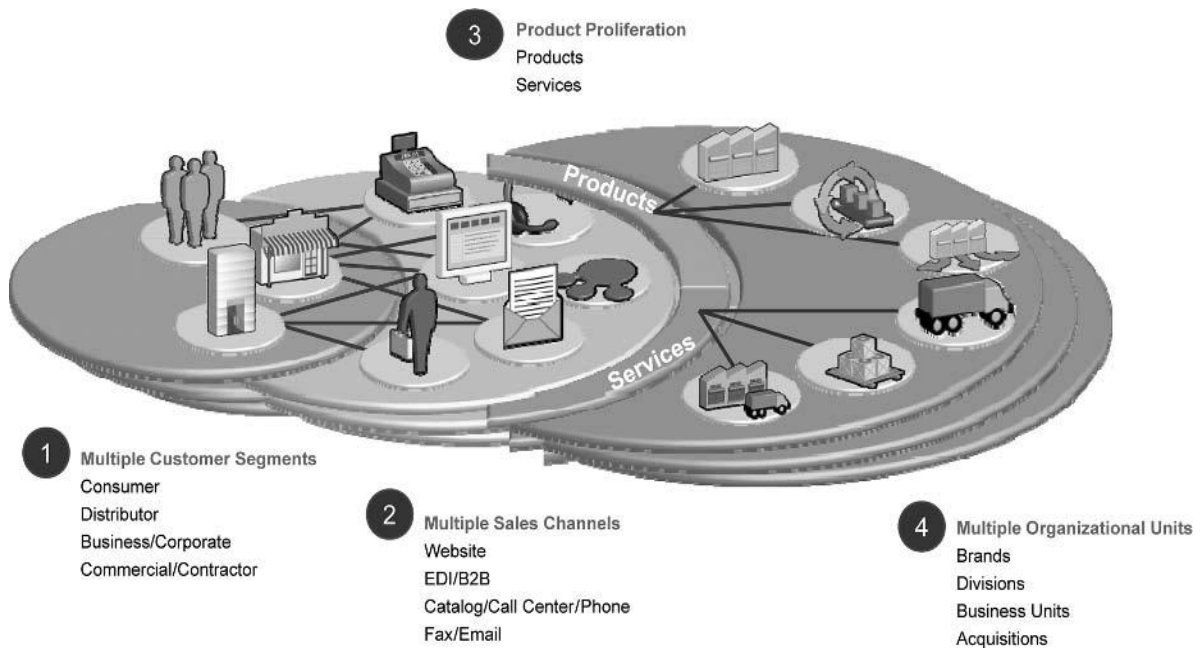 3
Product Proliferation
Products
Services
Products
Services
1
Multiple Customer Segments
Consumer
Distributor
Business/Corporate
Commercial/Contractor
2
Multiple Sales Channels
Website
EDI/B2B
Catalog/Call Center/Phone
Fax/Email
4
Multiple Organizational Units
Brands
Divisions
Business Units
Acquisitions